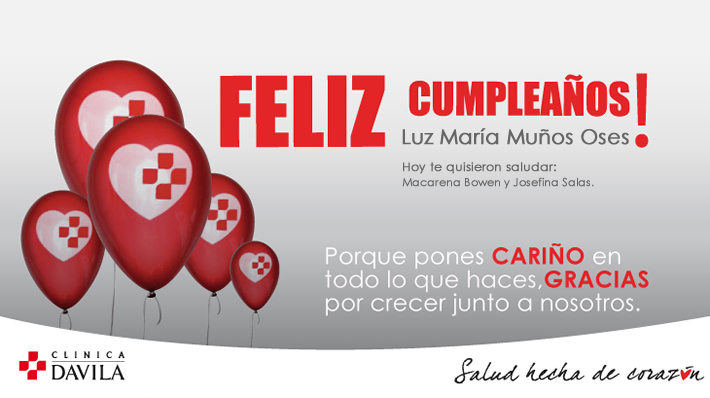 FELIZ CUMPLEAÑOS!
Luz María Muños Oses
Hoy te quisieron saludar:
Macarena Bowen y Josefina Salas.
Porque pones CARIÑO en
todo lo que haces,GRACIAS
por crecer junto a nosotros.
CLINICA
DAVILA
Salud hecha de corazón